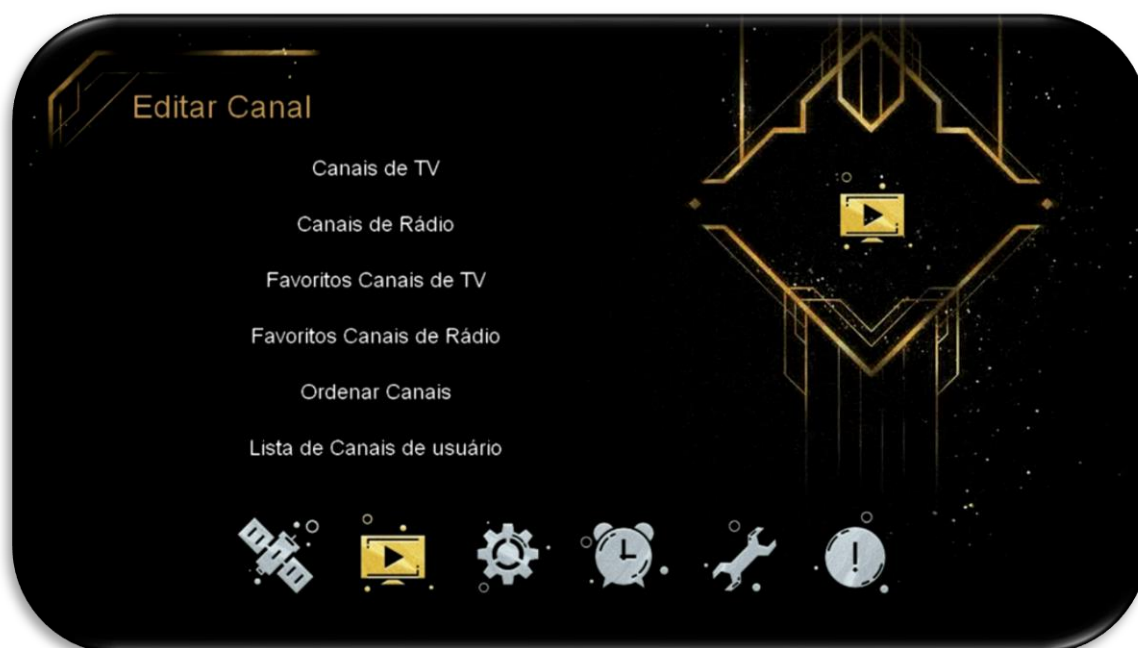 Editar Canal
Canais de TV
Canais de Rádio
Favoritos Canais de TV
Favoritos Canais de Rádio
Ordenar Canais
Lista de Canais de usuário